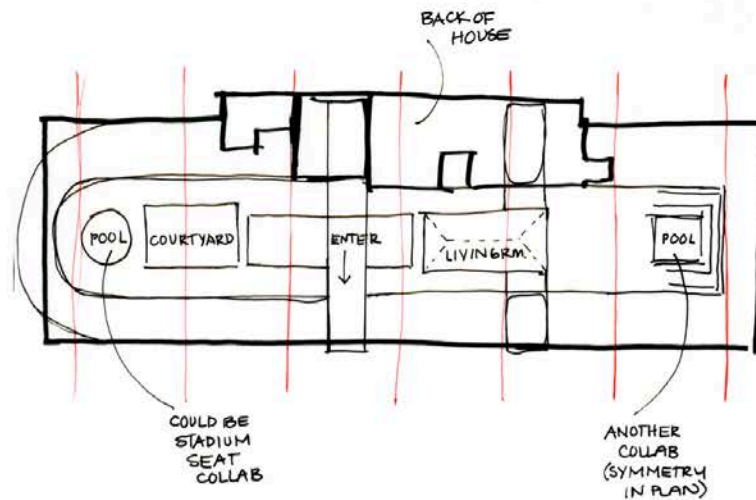 BACK OF
HOUSE
POOL
COURTYARD
ENTER
LIVINGRM.
POOL
COULD BE
STADIUM
SEAT
COLLAB
ANOTHER
COLLAB
(SYMMETRY
IN PLAN)